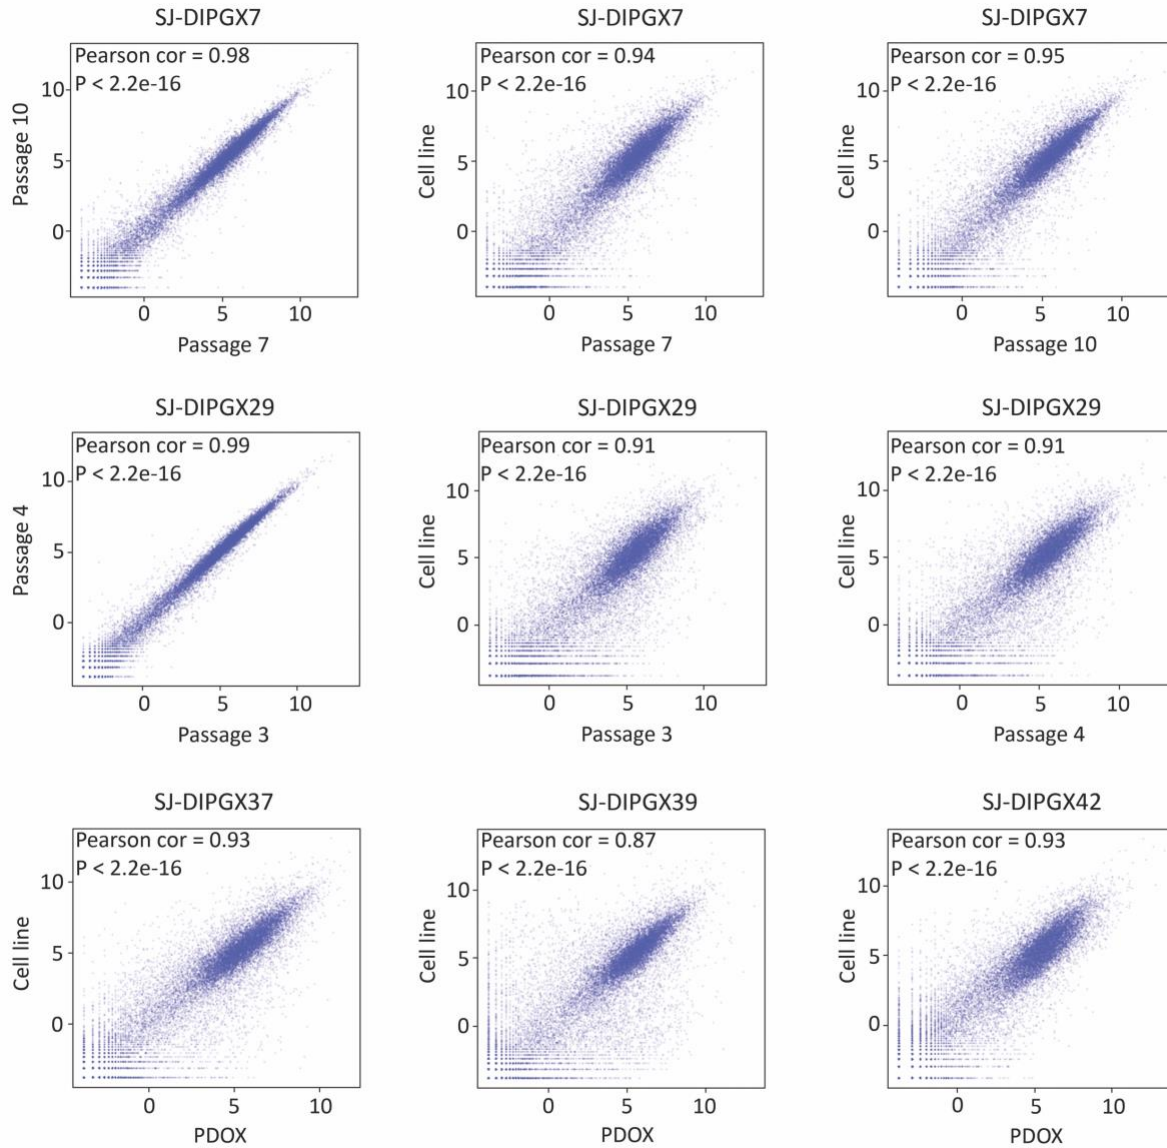 SJ-DIPGX7
Pearson cor = 0.98
P < 2.2e-16
Passage 10
10
5
0
0
5
10
Passage 7
SJ-DIPGX7
Pearson cor = 0.94
P < 2.2e-16
Cell line
10
5
0
0
5
10
Passage 7
SJ-DIPGX7
Pearson cor = 0.95
P < 2.2e-16
Cell line
10
5
0
0
5
10
Passage 10
SJ-DIPGX29
Pearson cor = 0.99
P < 2.2e-16
Passage 4
10
5
0
0
5
10
Passage 3
SJ-DIPGX29
Pearson cor = 0.91
P < 2.2e-16
Cell line
10
5
0
0
5
10
Passage 3
SJ-DIPGX29
Pearson cor = 0.91
P < 2.2e-16
Cell line
10
5
0
0
5
10
Passage 4
SJ-DIPGX37
Pearson cor = 0.93
P < 2.2e-16
Cell line
10
5
0
0
5
10
PDOX
SJ-DIPGX39
Pearson cor = 0.87
P < 2.2e-16
Cell line
10
5
0
0
5
10
PDOX
SJ-DIPGX42
Pearson cor = 0.93
P < 2.2e-16
Cell line
10
5
0
0
5
10
PDOX